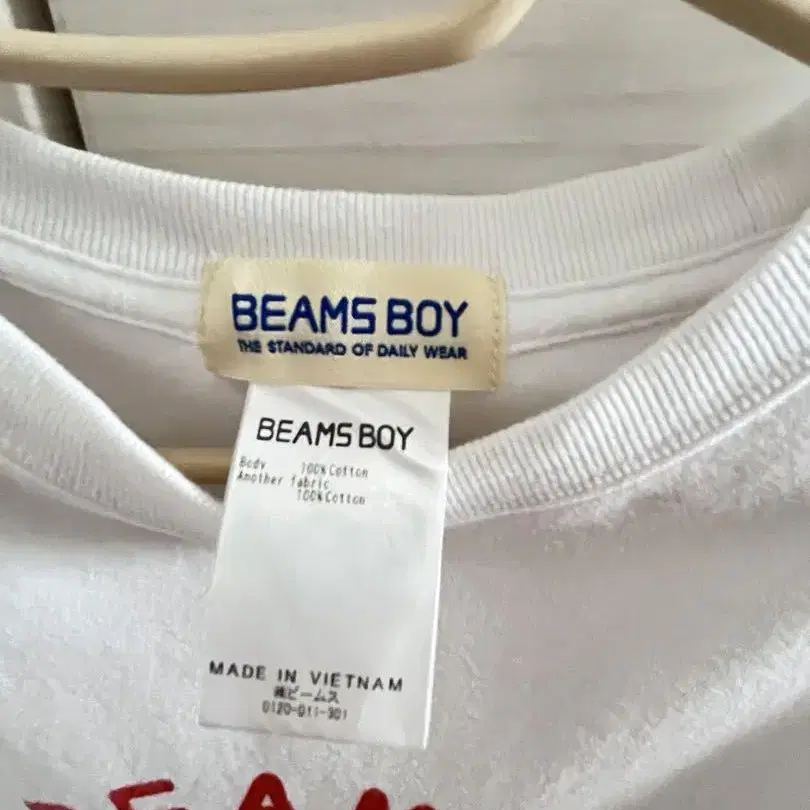 BEAMS BOY
THE STANDARD OF DAILY WEAR
BEAMS BOY
Body 100% Cotton
Another fabric
100% Cotton
MADE IN VIETNAM
㈱ビームス
0120-011-301
BEAM